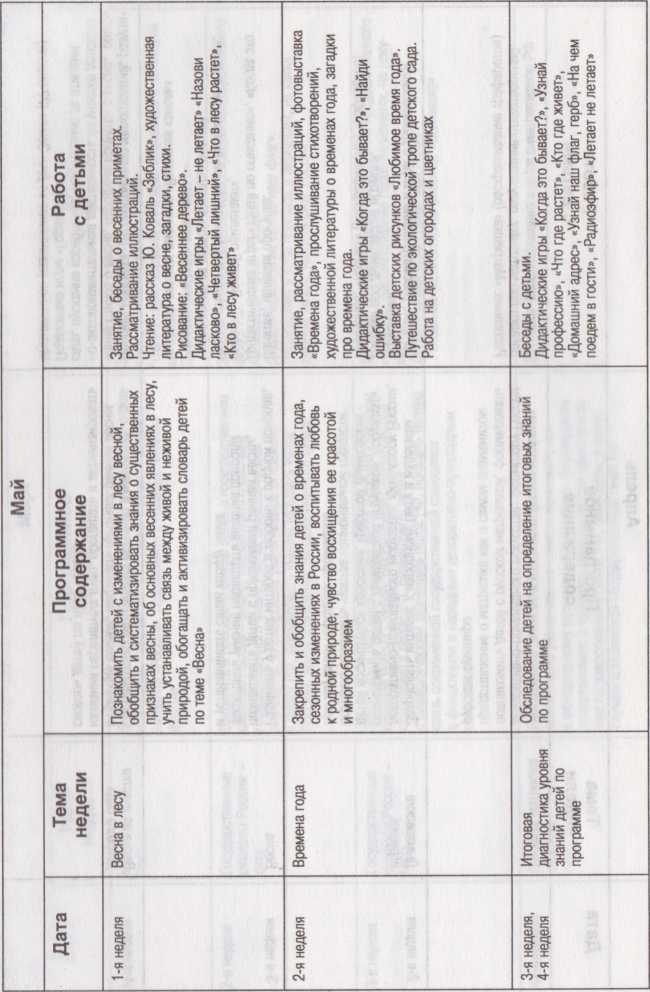 Май
Дата
Тема
недели
Программное
содержание
Работа
с детьми
1-я неделя
Весна в лесу
Познакомить детей с изменениями в лесу весной,
обобщить и систематизировать знания о существенных
признаках весны, об основных весенних явлениях в лесу,
учить устанавливать связь между живой и неживой
природой, обогащать и активизировать словарь детей
по теме «Весна»
Занятие, беседы о весенних приметах.
Рассматривание иллюстраций.
Чтение: рассказ Ю. Коваль «Зяблик», художественная
литература о весне, загадки, стихи.
Рисование: «Весеннее дерево».
Дидактические игры «Летает – не летает» «Назови
ласково», «Четвертый лишний», «Что в лесу растет»,
«Кто в лесу живет»
2-я неделя
Времена года
Закрепить и обобщить знания детей о временах года,
сезонных изменениях в России, воспитывать любовь
к родной природе, чувство восхищения ее красотой
и многообразием
Занятие, рассматривание иллюстраций, фотовыставка
«Времена года», прослушивание стихотворений,
художественной литературы о временах года, загадки
про времена года.
Дидактические игры «Когда это бывает?», «Найди
ошибку».
Выставка детских рисунков «Любимое время года».
Путешествие по экологической тропе детского сада.
Работа на детских огородах и цветниках
3-я неделя,
4-я неделя
Итоговая
диагностика уровня
знаний детей по
программе
Обследование детей на определение итоговых знаний
по программе
Беседы с детьми.
Дидактические игры «Когда это бывает?», «Узнай
профессию», «Что где растет», «Кто где живет»,
«Домашний адрес», «Узнай наш флаг, герб», «На чем
поедем в гости», «Радиоэфир», «Летает не летает»